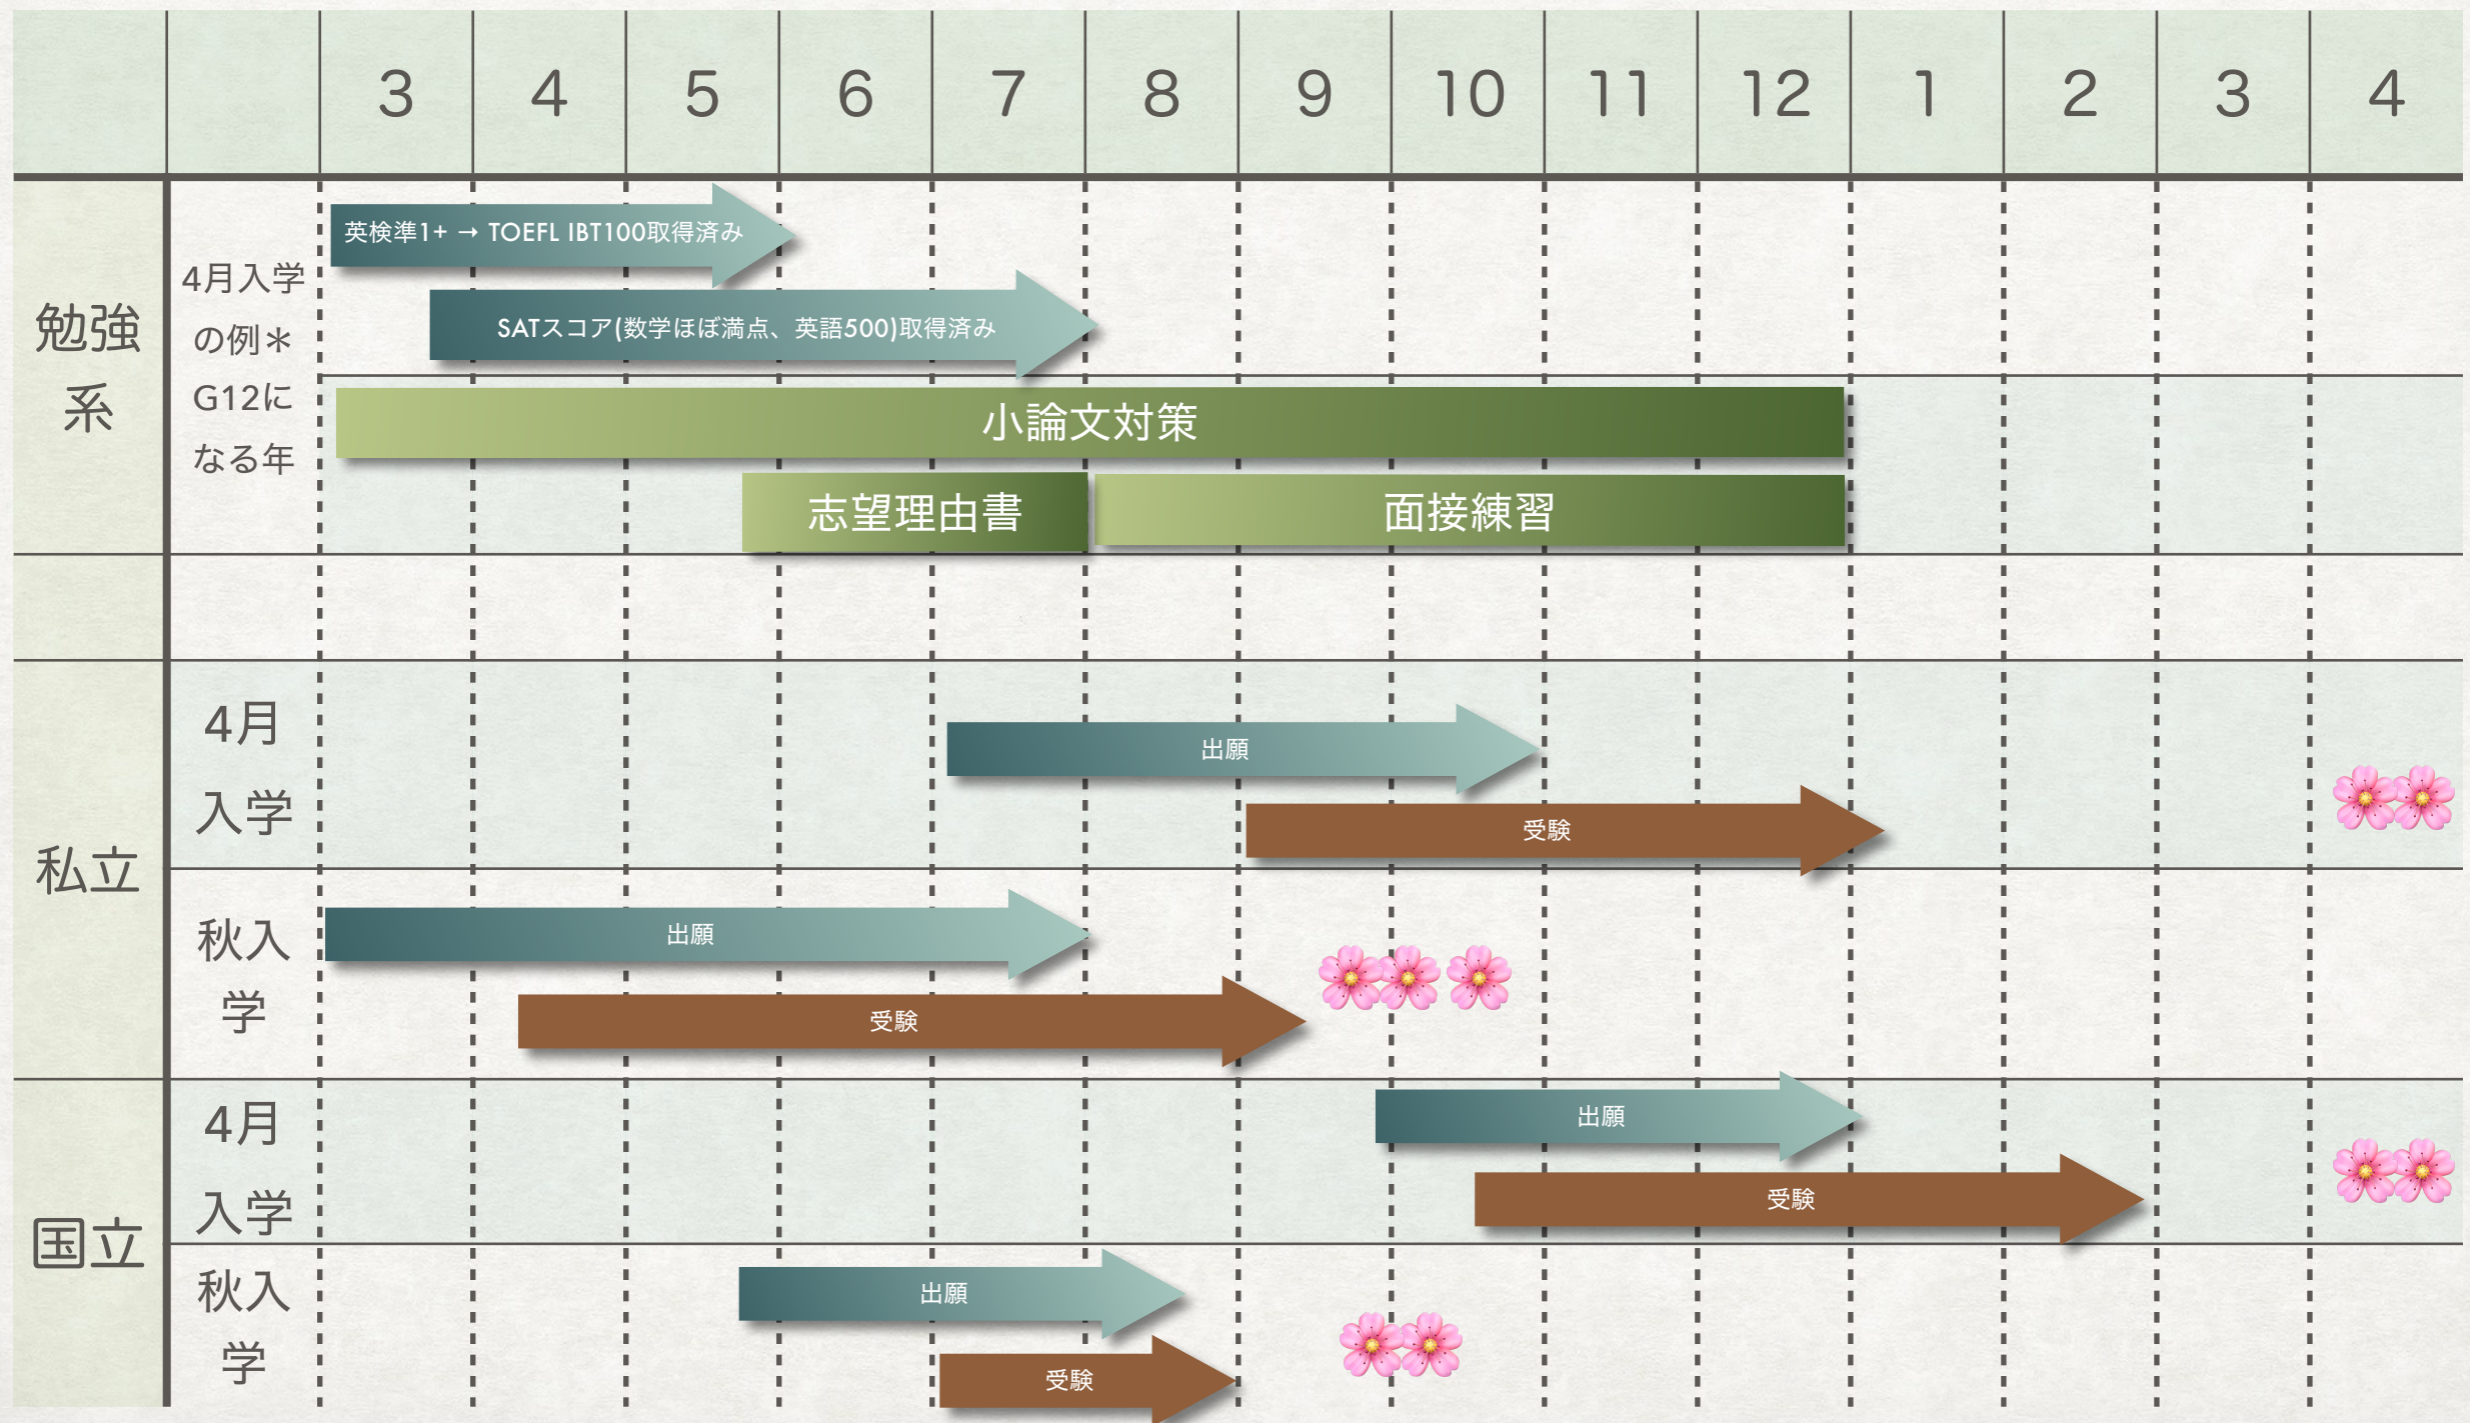 3 4 5 6 7 8 9 10 11 12 1 2 3 4
勉強
系
4月入学
の例＊
G12に
なる年
英検準1+ → TOEFL IBT100取得済み
SATスコア(数学ほぼ満点、英語500)取得済み
小論文対策
志望理由書 面接練習
私立
4月
入学
出願
受験
秋入
学
出願
受験
国立
4月
入学
出願
受験
秋入
学
出願
受験